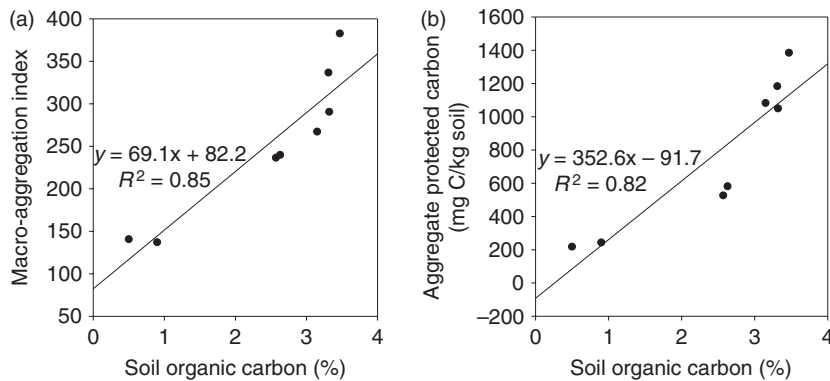 (a)
400
350
300
250
200
150
100
50
Macro-aggregation index
y = 69.1x + 82.2
R² = 0.85
0 1 2 3 4
Soil organic carbon (%)
(b)
1600
1400
1200
1000
800
600
400
200
0
−200
Aggregate protected carbon
(mg C/kg soil)
y = 352.6x − 91.7
R² = 0.82
0 1 2 3 4
Soil organic carbon (%)